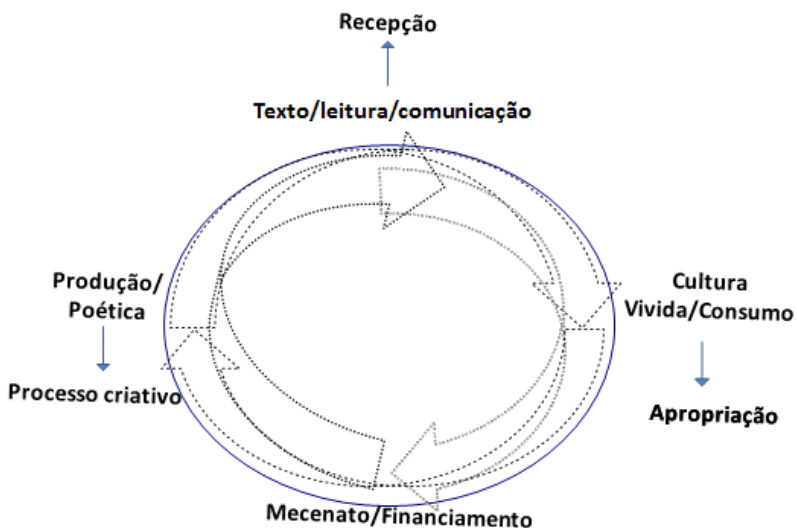 Recepção
Texto/leitura/comunicação
Produção/
Poética
Processo criativo
Cultura
Vivida/Consumo
Apropriação
Mecenato/Financiamento